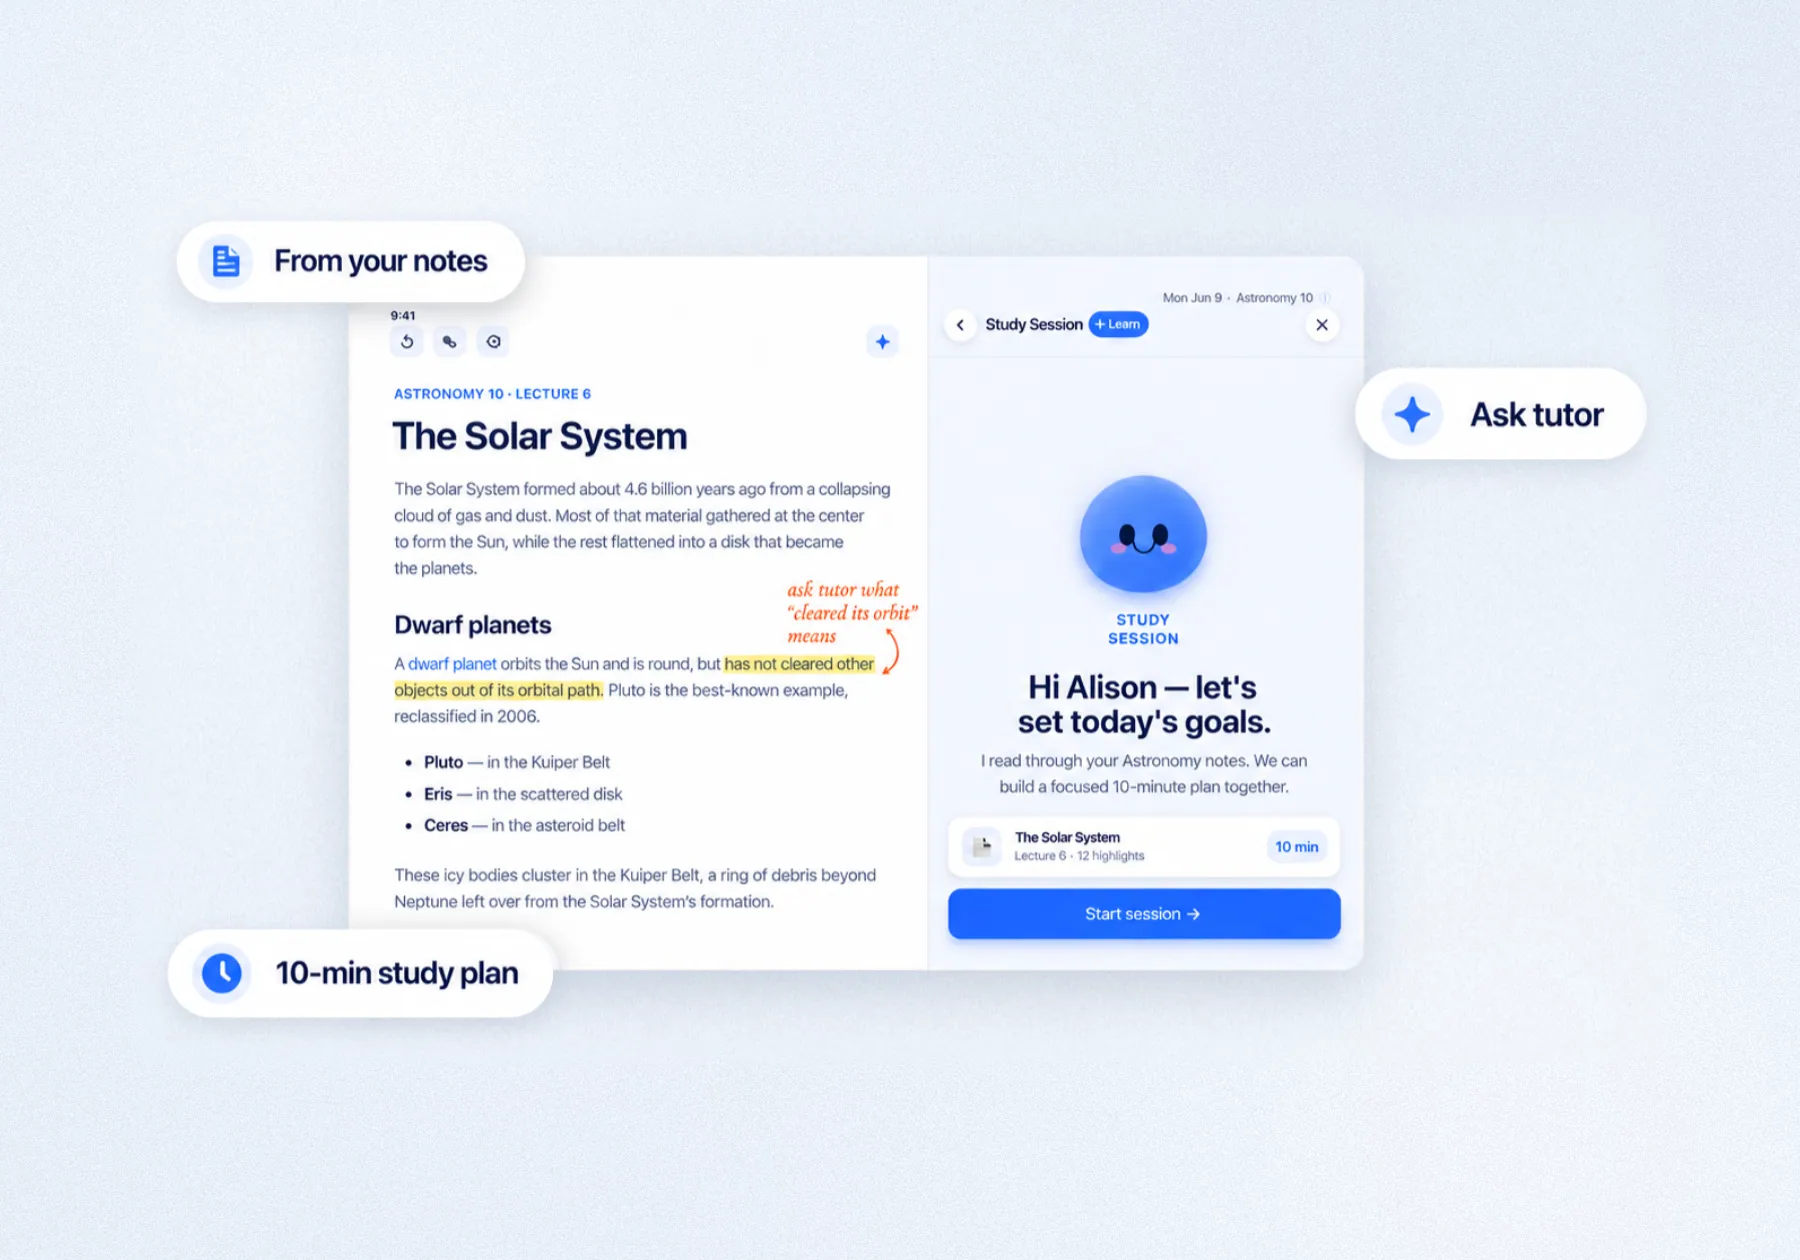 From your notes
9:41
ASTRONOMY 10 · LECTURE 6
The Solar System
The Solar System formed about 4.6 billion years ago from a collapsing
cloud of gas and dust. Most of that material gathered at the center
to form the Sun, while the rest flattened into a disk that became
the planets.
ask tutor what
“cleared its orbit”
means
Dwarf planets
A dwarf planet orbits the Sun and is round, but has not cleared other
objects out of its orbital path. Pluto is the best-known example,
reclassified in 2006.
• Pluto — in the Kuiper Belt
• Eris — in the scattered disk
• Ceres — in the asteroid belt
These icy bodies cluster in the Kuiper Belt, a ring of debris beyond
Neptune left over from the Solar System’s formation.
10-min study plan
Mon Jun 9 · Astronomy 10
Study Session + Learn
Ask tutor
STUDY
SESSION
Hi Alison — let's
set today's goals.
I read through your Astronomy notes. We can
build a focused 10-minute plan together.
The Solar System
Lecture 6 · 12 highlights
10 min
Start session →